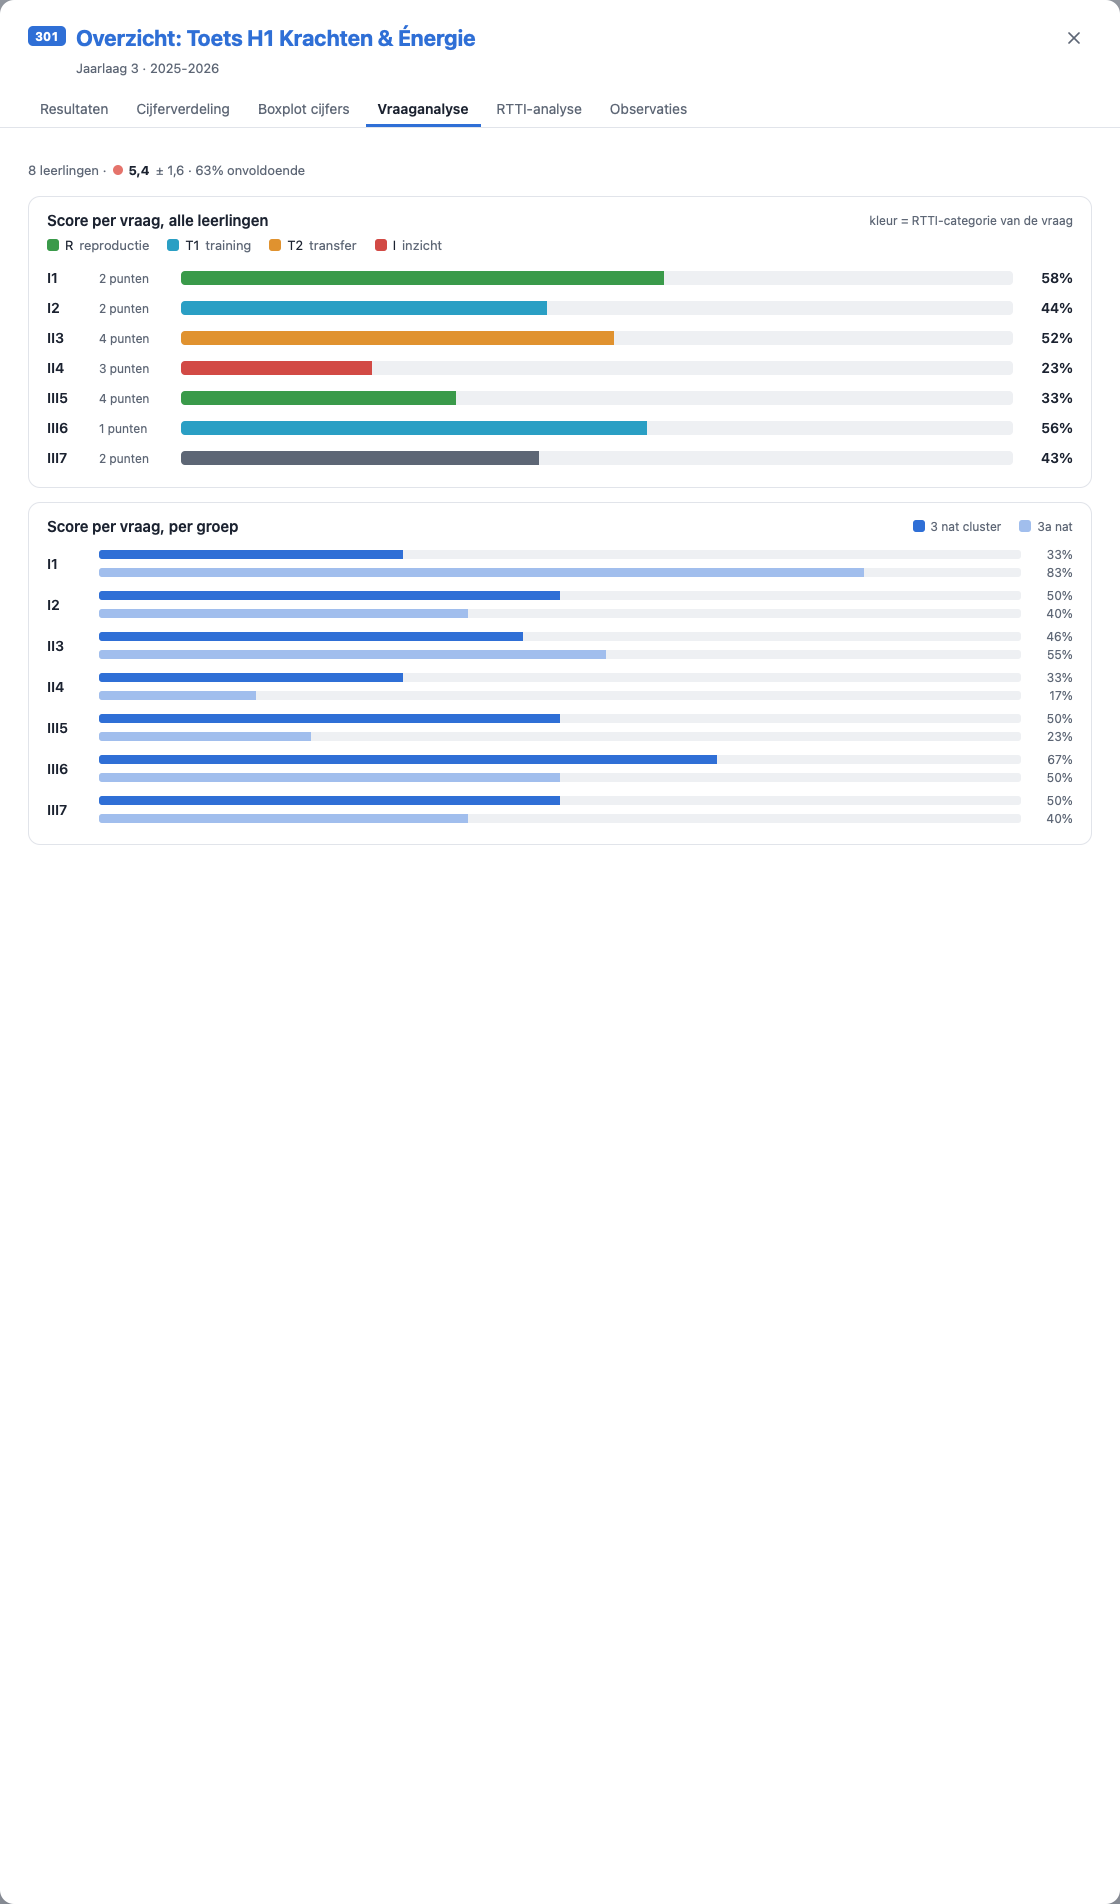 301 Overzicht: Toets H1 Krachten & Énergie
Jaarlaag 3 · 2025-2026
Resultaten Cijferverdeling Boxplot cijfers Vraaganalyse RTTI-analyse Observaties
8 leerlingen · 5,4 ± 1,6 · 63% onvoldoende
Score per vraag, alle leerlingen kleur = RTTI-categorie van de vraag
R reproductie T1 training T2 transfer I inzicht
I1 2 punten 58%
I2 2 punten 44%
II3 4 punten 52%
II4 3 punten 23%
III5 4 punten 33%
III6 1 punten 56%
III7 2 punten 43%
Score per vraag, per groep 3 nat cluster 3a nat
I1 33%
83%
I2 50%
40%
II3 46%
55%
II4 33%
17%
III5 50%
23%
III6 67%
50%
III7 50%
40%